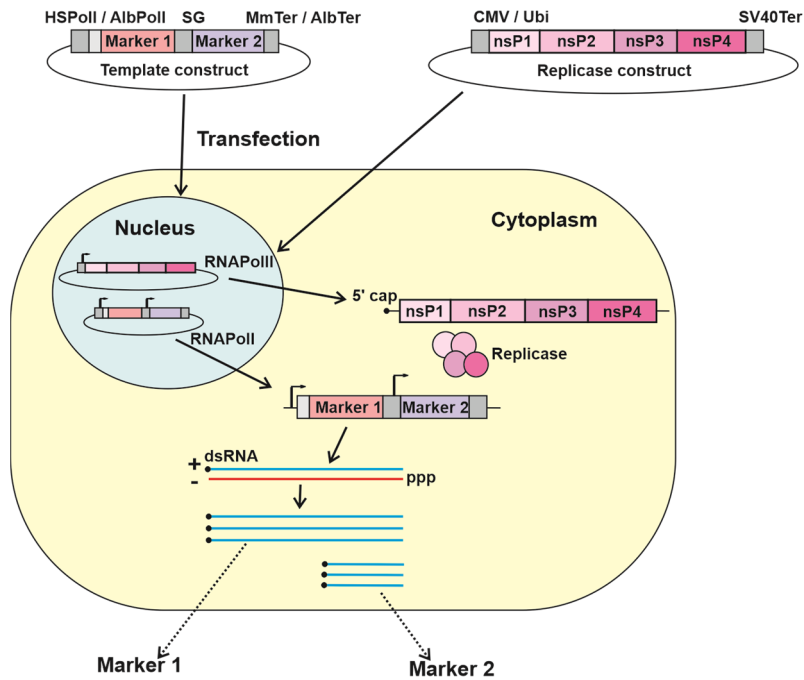 HSPolI / AlbPolI SG MmTer / AlbTer
Marker 1 Marker 2
Template construct
CMV / Ubi SV40Ter
nsP1 nsP2 nsP3 nsP4
Replicase construct
Transfection
Nucleus
Cytoplasm
RNAPolII
RNAPolI
5' cap
nsP1 nsP2 nsP3 nsP4
Replicase
Marker 1 Marker 2
+ dsRNA
- ppp
Marker 1
Marker 2